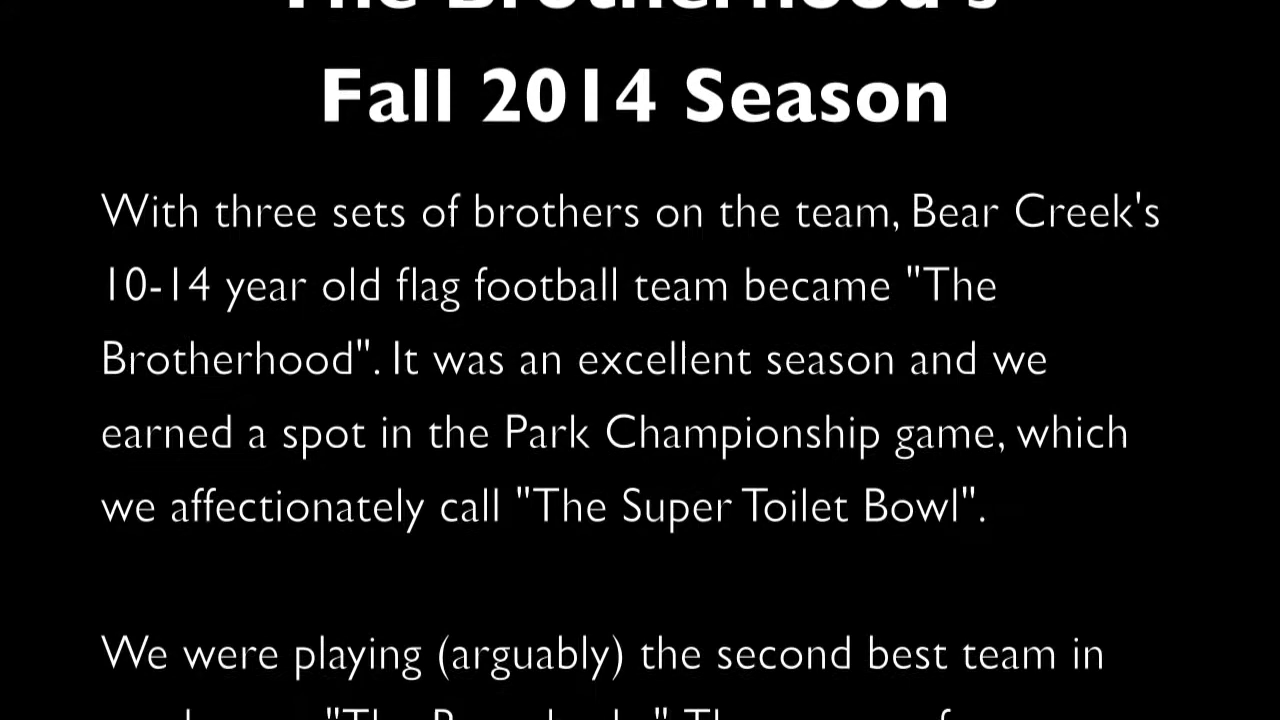 The Brotherhood's
Fall 2014 Season
With three sets of brothers on the team, Bear Creek's
10-14 year old flag football team became "The
Brotherhood". It was an excellent season and we
earned a spot in the Park Championship game, which
we affectionately call "The Super Toilet Bowl".
We were playing (arguably) the second best team in